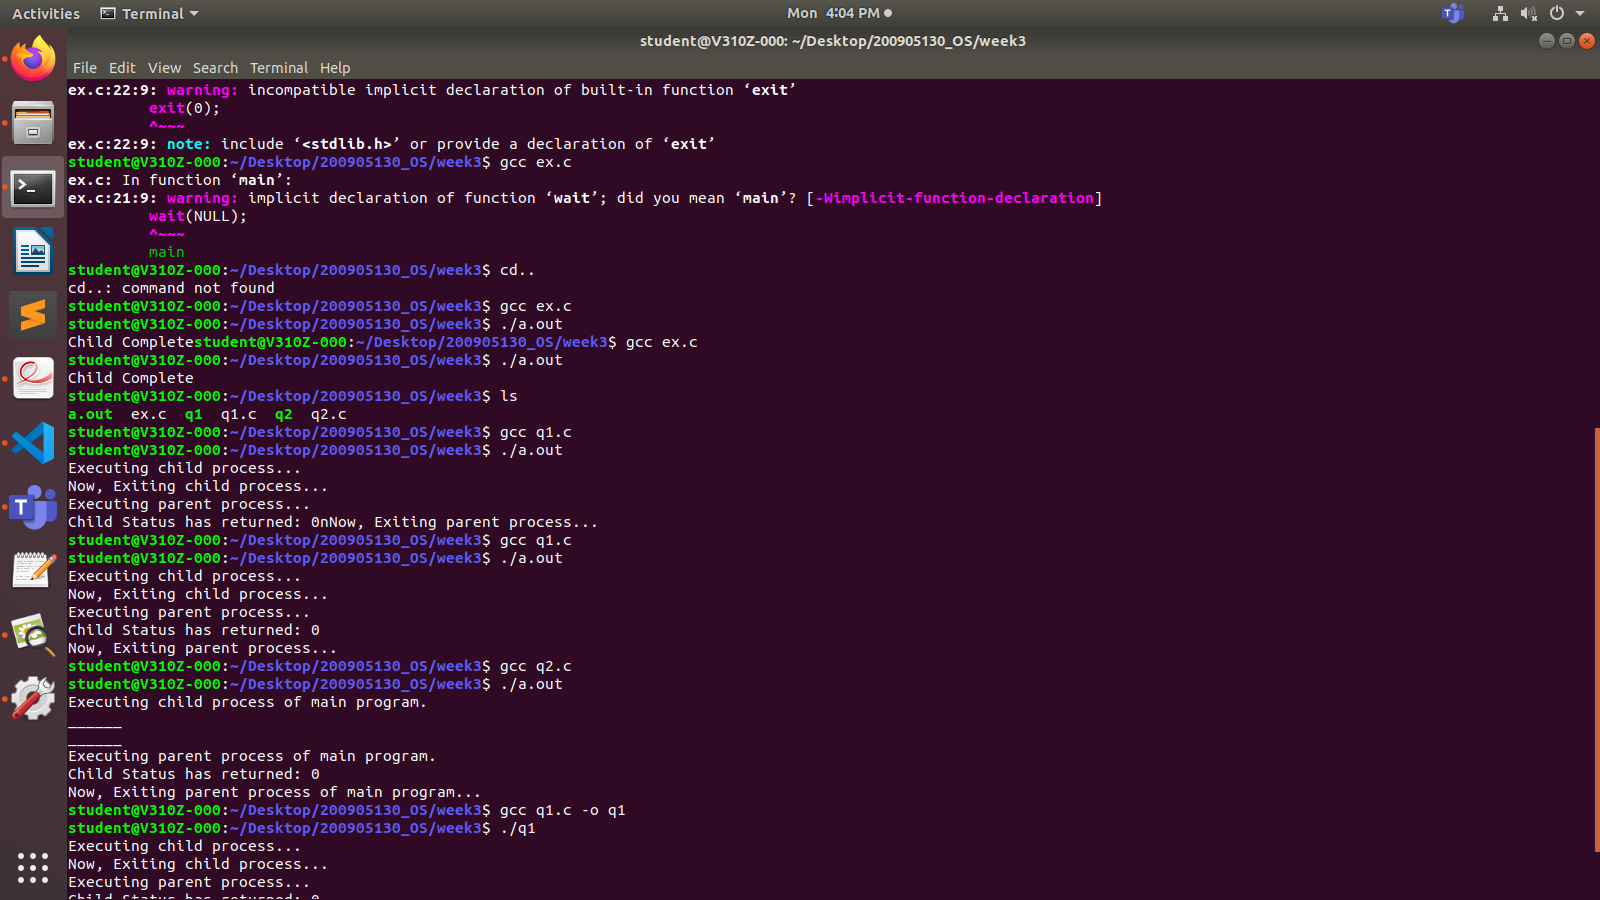 Activities Terminal Mon 4:04 PM
student@V310Z-000: ~/Desktop/200905130_OS/week3
File Edit View Search Terminal Help
ex.c:22:9: warning: incompatible implicit declaration of built-in function ‘exit’
exit(0);
^~~~
ex.c:22:9: note: include ‘<stdlib.h>’ or provide a declaration of ‘exit’
student@V310Z-000:~/Desktop/200905130_OS/week3$ gcc ex.c
ex.c: In function ‘main’:
ex.c:21:9: warning: implicit declaration of function ‘wait’; did you mean ‘main’? [-Wimplicit-function-declaration]
wait(NULL);
^~~~
main
student@V310Z-000:~/Desktop/200905130_OS/week3$ cd..
cd..: command not found
student@V310Z-000:~/Desktop/200905130_OS/week3$ gcc ex.c
student@V310Z-000:~/Desktop/200905130_OS/week3$ ./a.out
Child Completestudent@V310Z-000:~/Desktop/200905130_OS/week3$ gcc ex.c
student@V310Z-000:~/Desktop/200905130_OS/week3$ ./a.out
Child Complete
student@V310Z-000:~/Desktop/200905130_OS/week3$ ls
a.out ex.c q1 q1.c q2 q2.c
student@V310Z-000:~/Desktop/200905130_OS/week3$ gcc q1.c
student@V310Z-000:~/Desktop/200905130_OS/week3$ ./a.out
Executing child process...
Now, Exiting child process...
Executing parent process...
Child Status has returned: 0nNow, Exiting parent process...
student@V310Z-000:~/Desktop/200905130_OS/week3$ gcc q1.c
student@V310Z-000:~/Desktop/200905130_OS/week3$ ./a.out
Executing child process...
Now, Exiting child process...
Executing parent process...
Child Status has returned: 0
Now, Exiting parent process...
student@V310Z-000:~/Desktop/200905130_OS/week3$ gcc q2.c
student@V310Z-000:~/Desktop/200905130_OS/week3$ ./a.out
Executing child process of main program.
______
______
Executing parent process of main program.
Child Status has returned: 0
Now, Exiting parent process of main program...
student@V310Z-000:~/Desktop/200905130_OS/week3$ gcc q1.c -o q1
student@V310Z-000:~/Desktop/200905130_OS/week3$ ./q1
Executing child process...
Now, Exiting child process...
Executing parent process...
Child Status has returned: 0